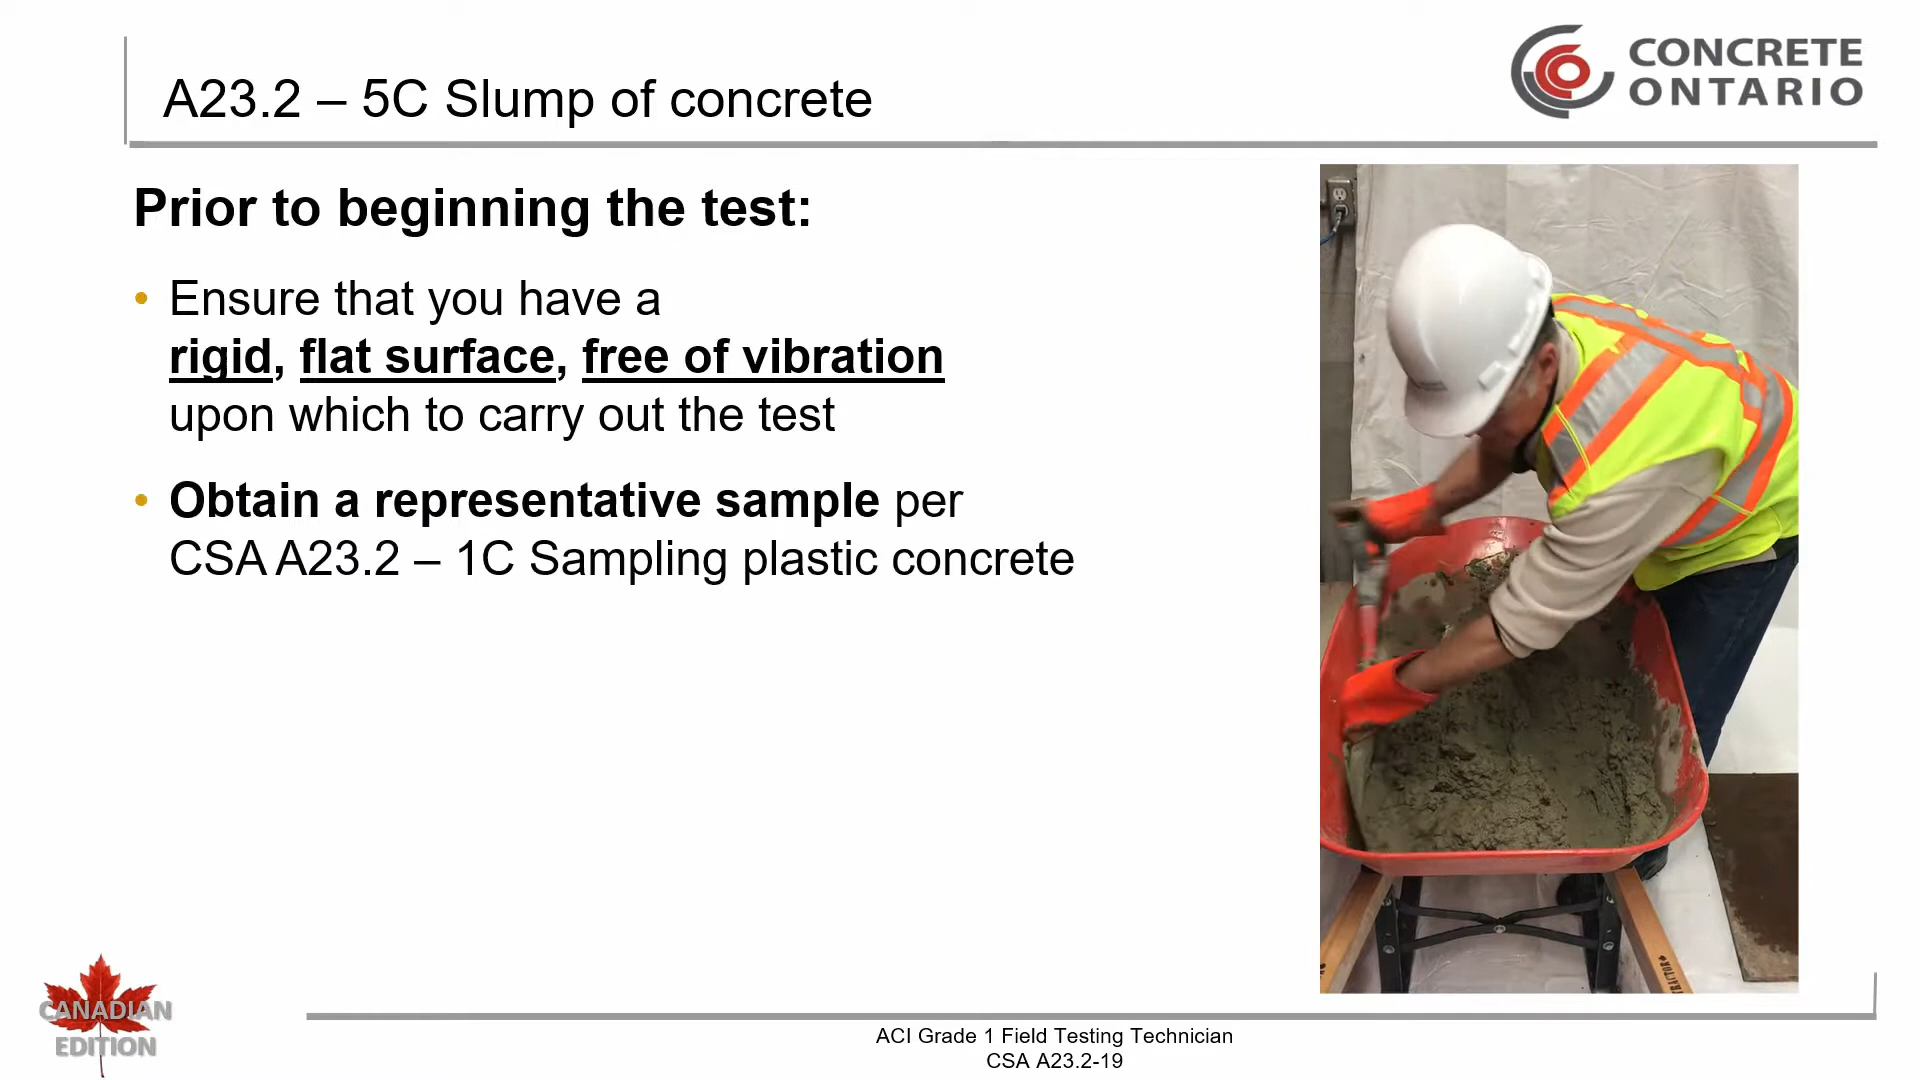 A23.2 – 5C Slump of concrete
CONCRETE
ONTARIO
Prior to beginning the test:
• Ensure that you have a
rigid, flat surface, free of vibration
upon which to carry out the test
• Obtain a representative sample per
CSA A23.2 – 1C Sampling plastic concrete
CANADIAN
EDITION
ACI Grade 1 Field Testing Technician
CSA A23.2-19